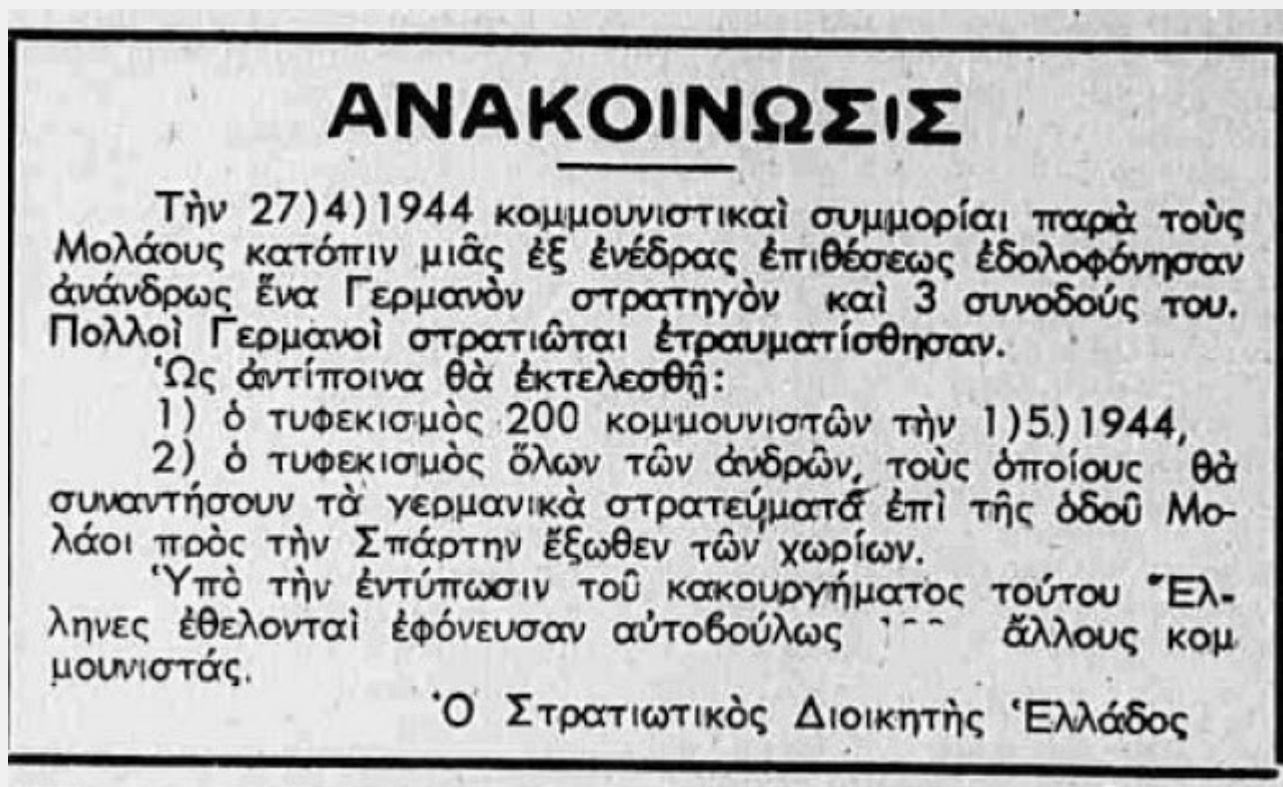 ΑΝΑΚΟΙΝΩΣΙΣ
Τὴν 27)4)1944 κομμουνιστικαὶ συμμορίαι παρὰ τοὺς
Μολάους κατόπιν μιᾶς ἐξ ἐνέδρας ἐπιθέσεως ἐδολοφόνησαν
ἀνάνδρως ἕνα Γερμανὸν στρατηγὸν καὶ 3 συνοδούς του.
Πολλοὶ Γερμανοὶ στρατιῶται ἐτραυματίσθησαν.
Ὡς ἀντίποινα θὰ ἐκτελεσθῇ:
1) ὁ τυφεκισμὸς 200 κομμουνιστῶν τὴν 1)5)1944,
2) ὁ τυφεκισμὸς ὅλων τῶν ἀνδρῶν, τοὺς ὁποίους θὰ
συναντήσουν τὰ γερμανικὰ στρατεύματα ἐπὶ τῆς ὁδοῦ Μο-
λάοι πρὸς τὴν Σπάρτην ἔξωθεν τῶν χωρίων.
Ὑπὸ τὴν ἐντύπωσιν τοῦ κακουργήματος τούτου Ἕλ-
ληνες ἐθελονταὶ ἐφόνευσαν αὐτοβούλως ἄλλους κομ
μουνιστάς.
Ὁ Στρατιωτικὸς Διοικητὴς Ἑλλάδος